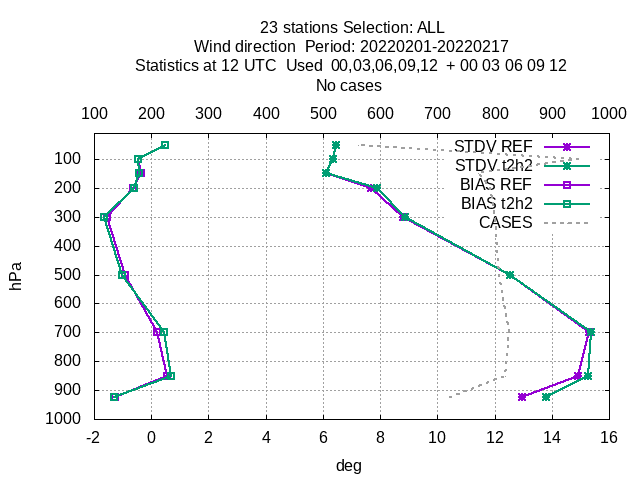 23 stations Selection: ALL
Wind direction  Period: 20220201-20220217
Statistics at 12 UTC  Used  00,03,06,09,12  + 00 03 06 09 12
No cases
100 200 300 400 500 600 700 800 900 1000
STDV REF
STDV t2h2
BIAS REF
BIAS t2h2
CASES
hPa
100
200
300
400
500
600
700
800
900
1000
-2 0 2 4 6 8 10 12 14 16
deg